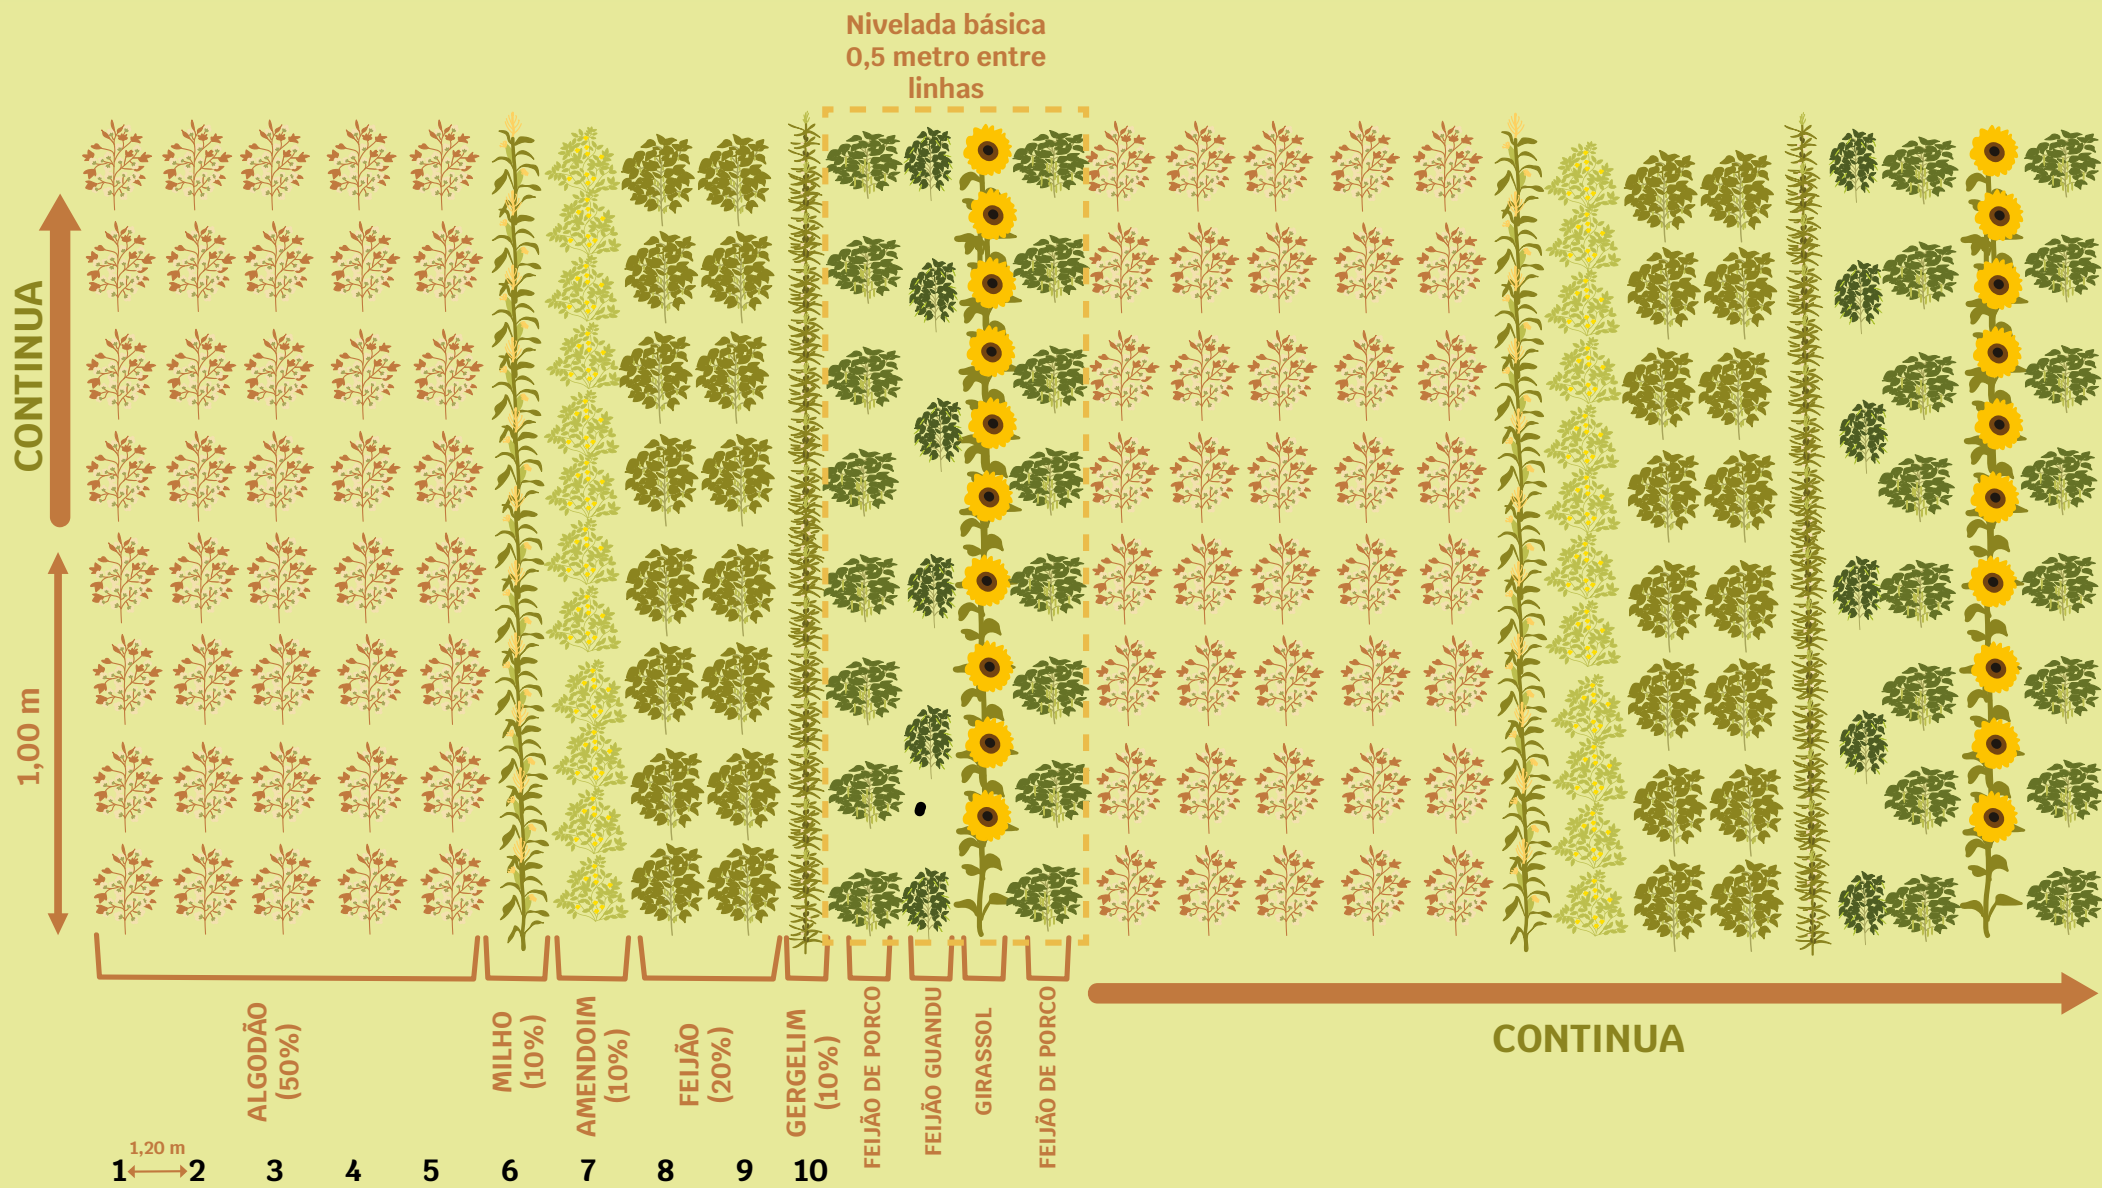 Nivelada básica
0,5 metro entre
linhas
CONTINUA
1,00 m
ALGODÃO
(50%)
MILHO
(10%)
AMENDOIM
(10%)
FEIJÃO
(20%)
GERGELIM
(10%)
FEIJÃO DE PORCO
FEIJÃO GUANDU
GIRASSOL
FEIJÃO DE PORCO
CONTINUA
1,20 m
1 2 3 4 5 6 7 8 9 10